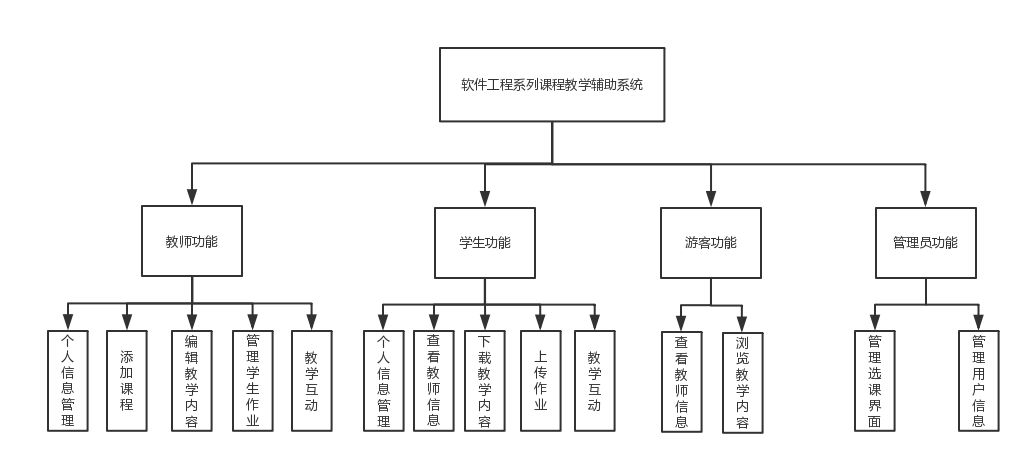 软件工程系列课程教学辅助系统
教师功能
学生功能
游客功能
管理员功能
个人信息管理
添加课程
编辑教学内容
管理学生作业
教学互动
个人信息管理
查看教师信息
下载教学内容
上传作业
教学互动
查看教师信息
浏览教学内容
管理选课界面
管理用户信息